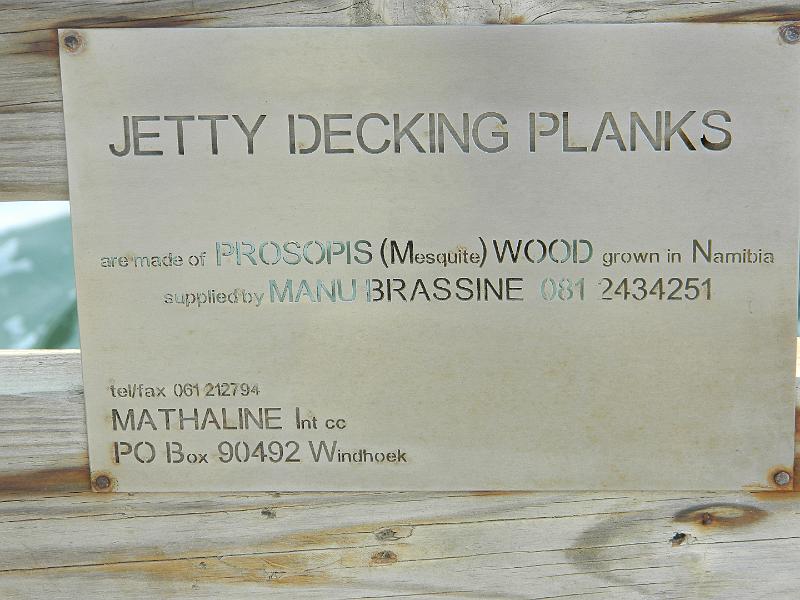 JETTY DECKING PLANKS
are made of PROSOPIS (Mesquite) WOOD grown in Namibia
supplied by MANU BRASSINE 081 2434251
tel/fax 061 212794
MATHALINE Int cc
PO Box 90492 Windhoek